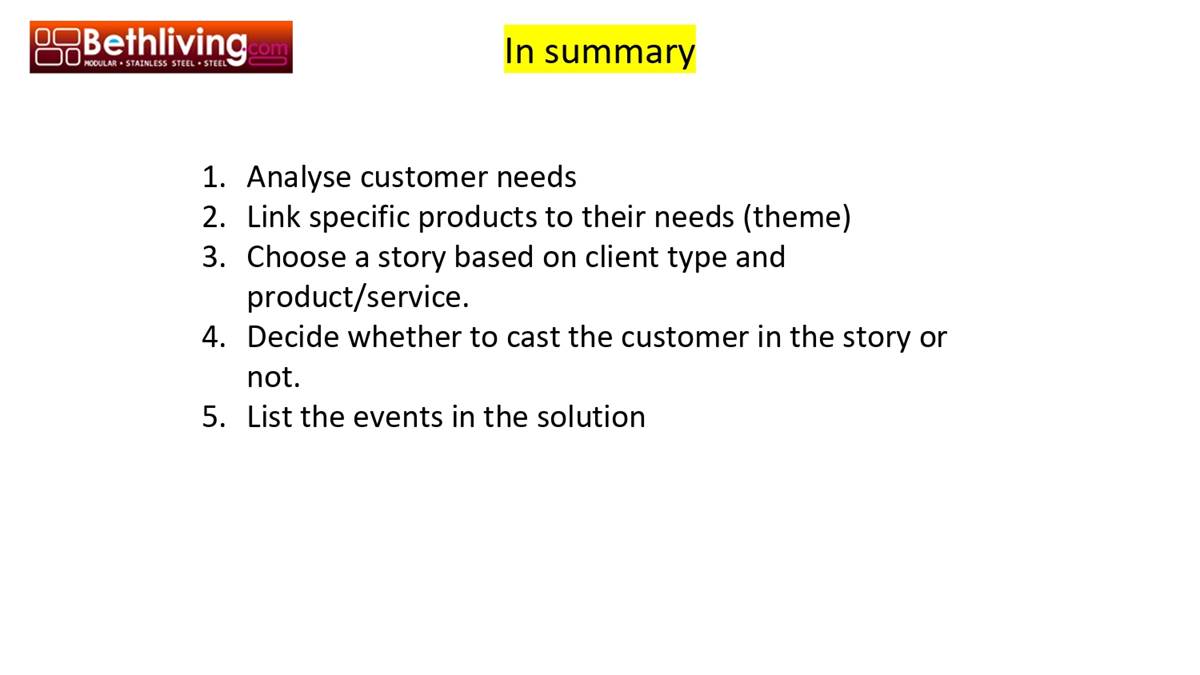 Bethliving.com
MODULAR • STAINLESS STEEL • STEEL
In summary
1. Analyse customer needs
2. Link specific products to their needs (theme)
3. Choose a story based on client type and
product/service.
4. Decide whether to cast the customer in the story or
not.
5. List the events in the solution